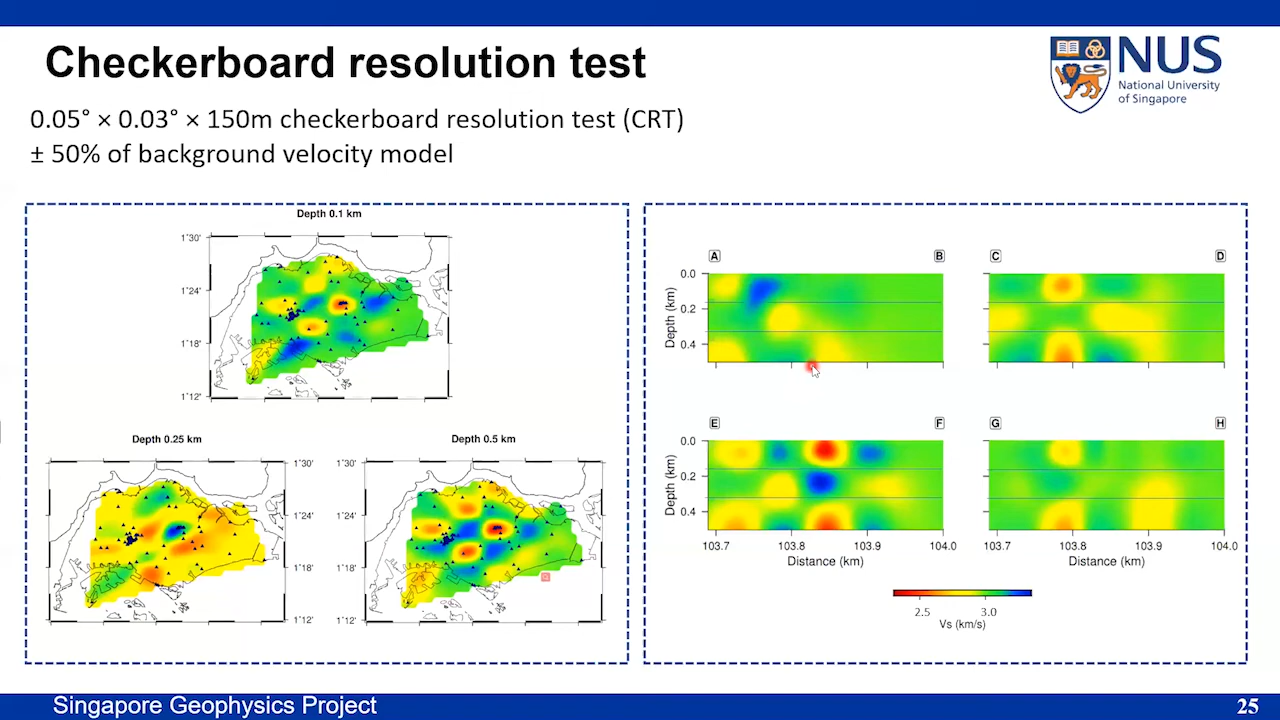 Checkerboard resolution test
NUS
National University
of Singapore
0.05° × 0.03° × 150m checkerboard resolution test (CRT)
± 50% of background velocity model
Depth 0.1 km
1˚30'
1˚24'
1˚18'
1˚12'
Depth 0.25 km
1˚30'
1˚24'
1˚18'
1˚12'
Depth 0.5 km
1˚30'
1˚24'
1˚18'
1˚12'
A B
0.0
0.2
0.4
Depth (km)
C D
E F
0.0
0.2
0.4
Depth (km)
103.7 103.8 103.9 104.0
Distance (km)
G H
103.7 103.8 103.9 104.0
Distance (km)
2.5 3.0
Vs (km/s)
Singapore Geophysics Project
25